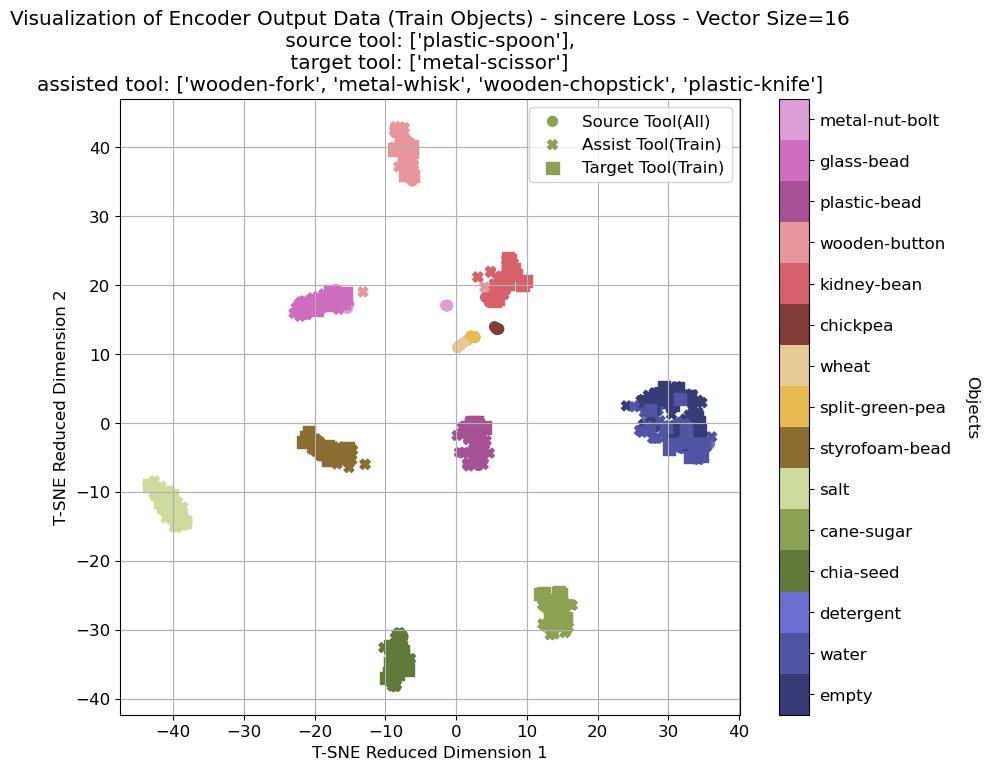 Visualization of Encoder Output Data (Train Objects) - sincere Loss - Vector Size=16
source tool: ['plastic-spoon'],
target tool: ['metal-scissor']
assisted tool: ['wooden-fork', 'metal-whisk', 'wooden-chopstick', 'plastic-knife']
Source Tool(All)
Assist Tool(Train)
Target Tool(Train)
T-SNE Reduced Dimension 2
40
30
20
10
0
−10
−20
−30
−40
−40
−30
−20
−10
0
10
20
30
40
T-SNE Reduced Dimension 1
metal-nut-bolt
glass-bead
plastic-bead
wooden-button
kidney-bean
chickpea
wheat
split-green-pea
styrofoam-bead
salt
cane-sugar
chia-seed
detergent
water
empty
Objects